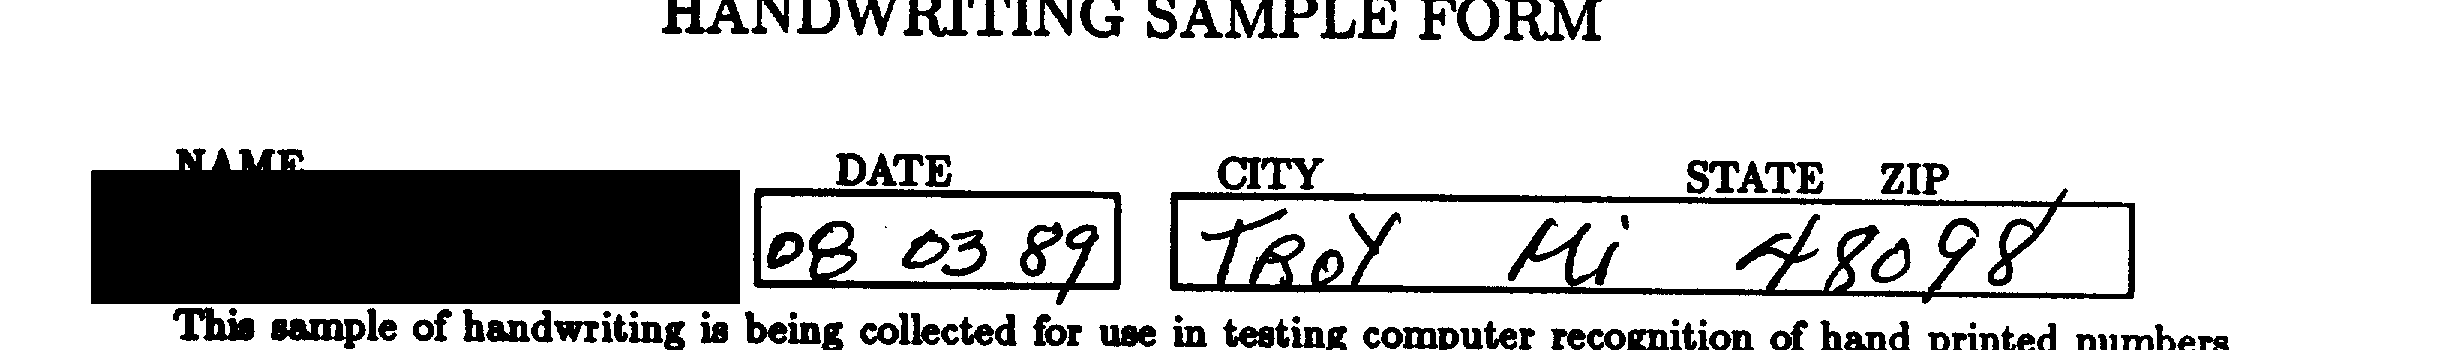 HANDWRITING SAMPLE FORM
NAME DATE CITY STATE ZIP
08 03 89 TROY Mi 48098
This sample of handwriting is being collected for use in testing computer recognition of hand printed numbers